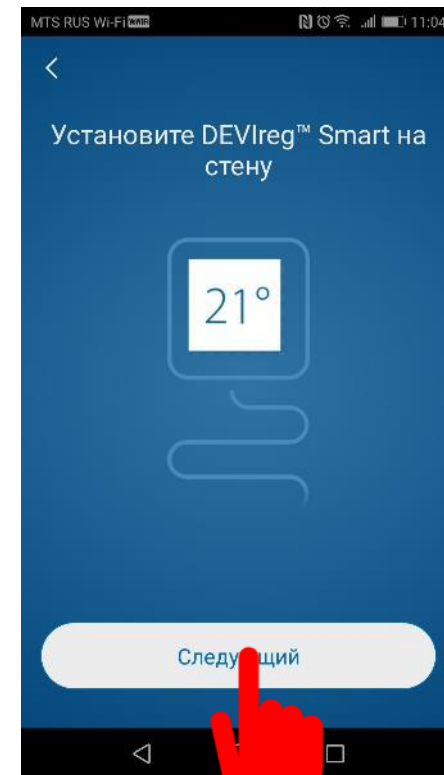 MTS RUS Wi-Fi 11:04
Установите DEVIreg™ Smart на
стену
21°
Следующий